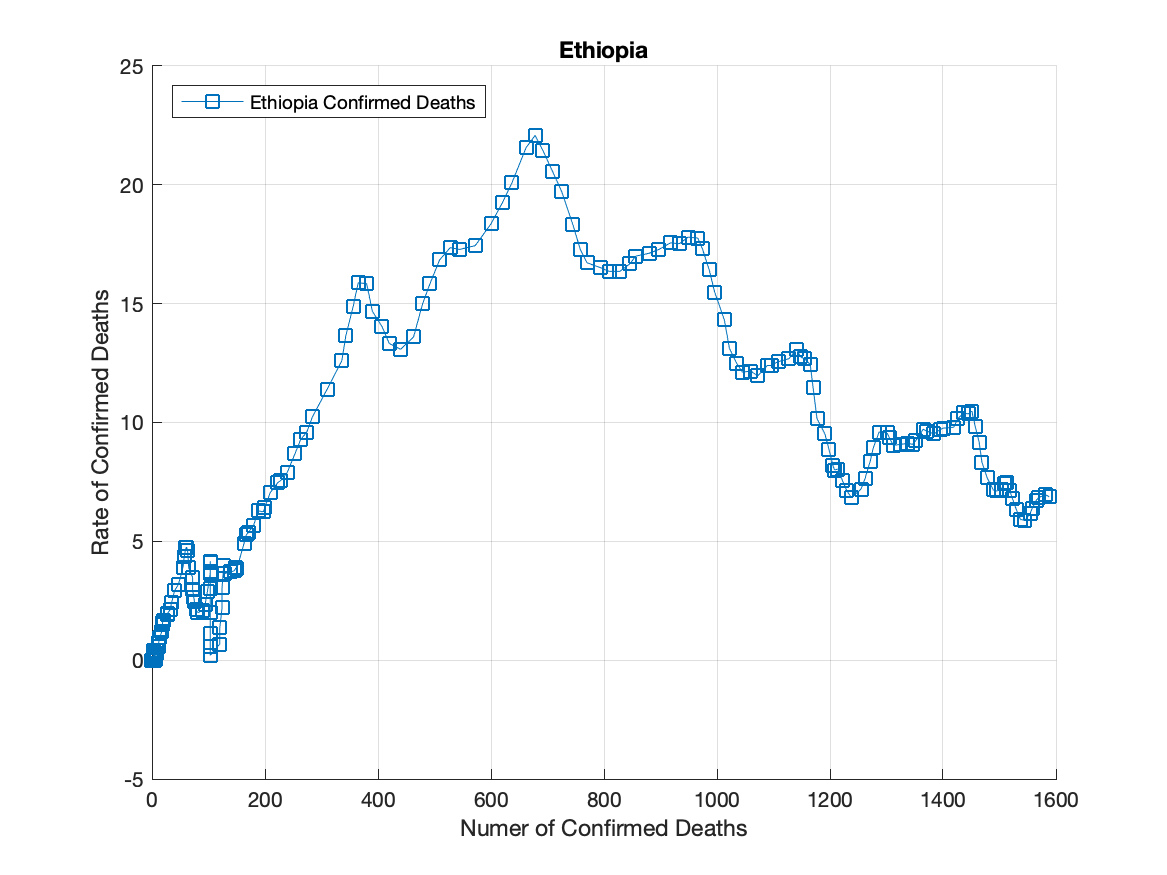 Ethiopia
Ethiopia Confirmed Deaths
25
20
15
10
5
0
-5
Rate of Confirmed Deaths
0 200 400 600 800 1000 1200 1400 1600
Numer of Confirmed Deaths